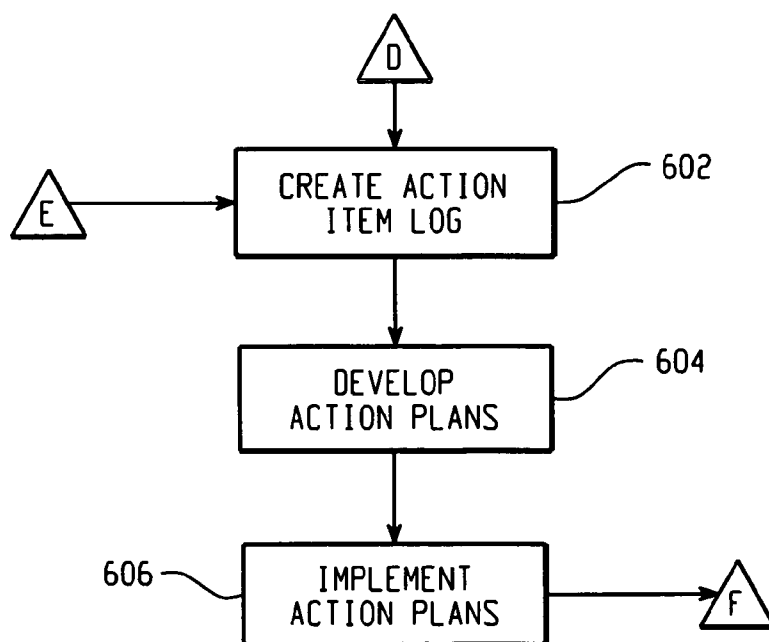 D
CREATE ACTION
ITEM LOG
602
E
DEVELOP
ACTION PLANS
604
606
IMPLEMENT
ACTION PLANS
F